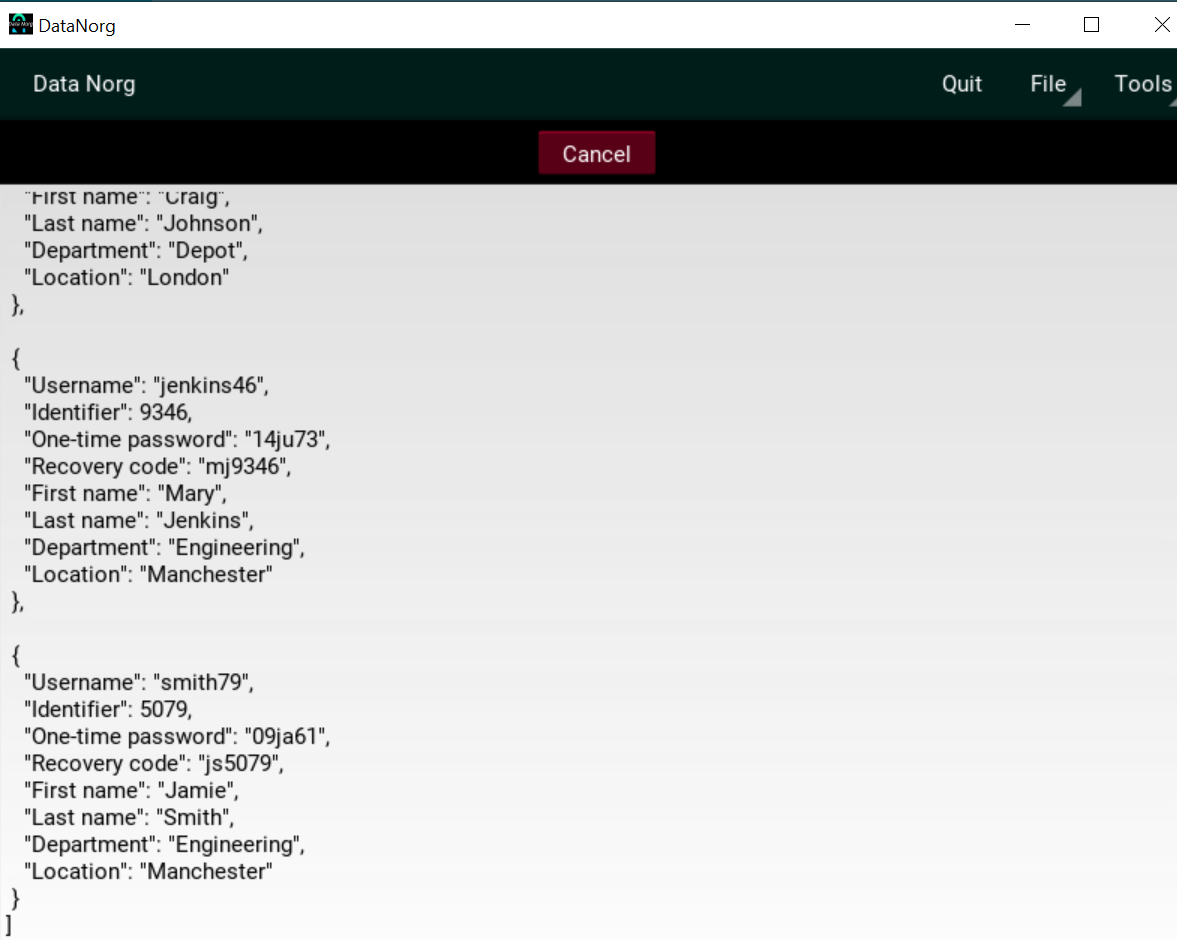 DataNorg
Data Norg
Quit
File
Tools
Cancel
"First name": "Craig",
"Last name": "Johnson",
"Department": "Depot",
"Location": "London"
},
{
"Username": "jenkins46",
"Identifier": 9346,
"One-time password": "14ju73",
"Recovery code": "mj9346",
"First name": "Mary",
"Last name": "Jenkins",
"Department": "Engineering",
"Location": "Manchester"
},
{
"Username": "smith79",
"Identifier": 5079,
"One-time password": "09ja61",
"Recovery code": "js5079",
"First name": "Jamie",
"Last name": "Smith",
"Department": "Engineering",
"Location": "Manchester"
}
]